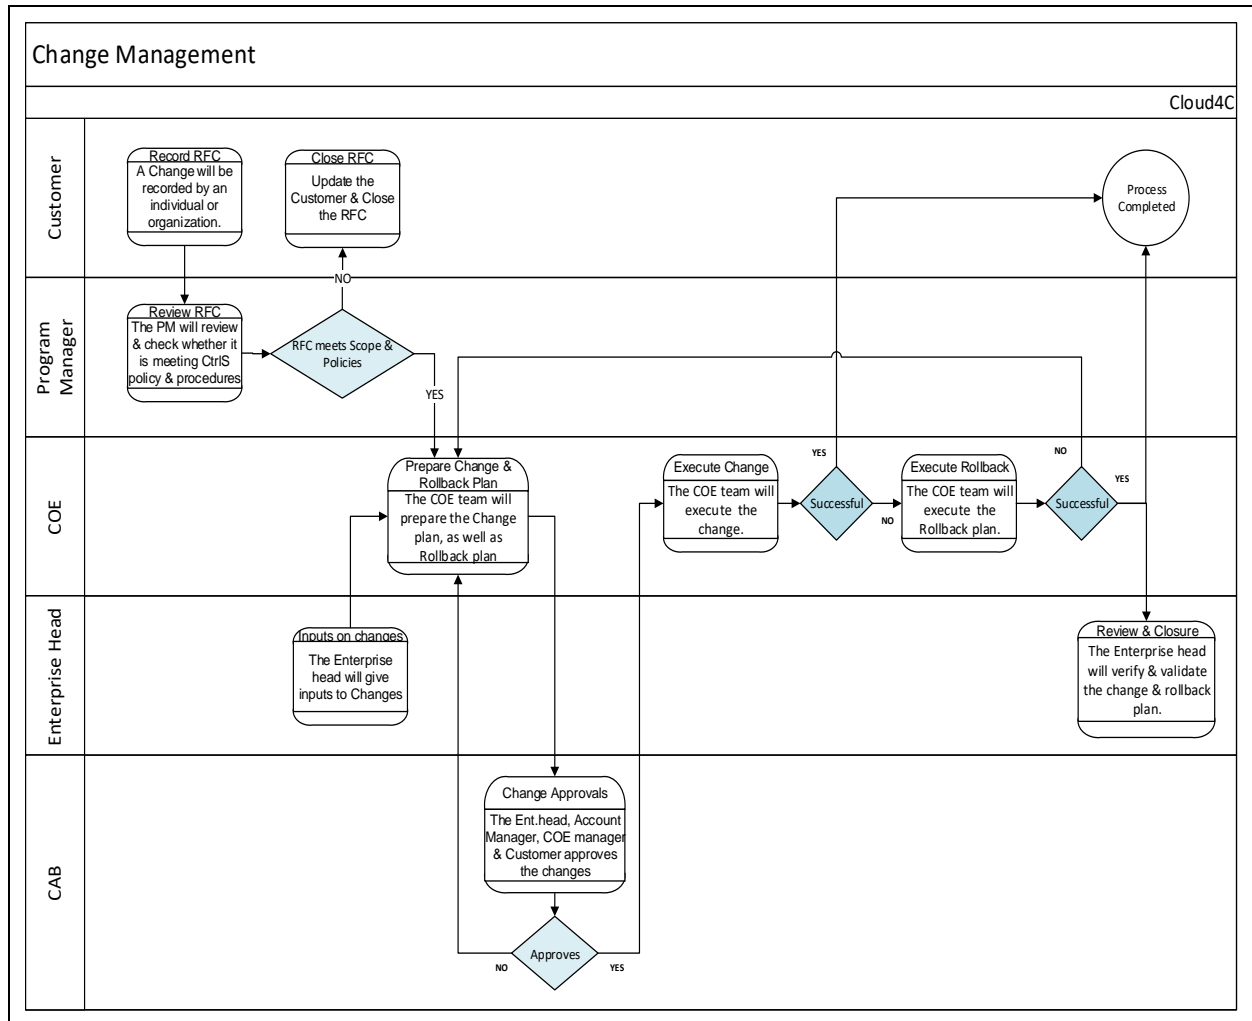 Change Management
Cloud4C
Customer
Record RFC
A Change will be
recorded by an
individual or
organization.
Close RFC
Update the
Customer & Close
the RFC
Process
Completed
NO
Program
Manager
Review RFC
The PM will review
& check whether it
is meeting CtrlS
policy & procedures
RFC meets Scope &
Policies
YES
COE
Prepare Change &
Rollback Plan
The COE team will
prepare the Change
plan, as well as
Rollback plan
Execute Change
The COE team will
execute the
change.
YES
Successful
NO
Execute Rollback
The COE team will
execute the
Rollback plan.
NO
Successful
YES
Enterprise Head
Inputs on changes
The Enterprise
head will give
inputs to Changes
Review & Closure
The Enterprise head
will verify & validate
the change & rollback
plan.
CAB
Change Approvals
The Ent.head, Account
Manager, COE manager
& Customer approves
the changes
Approves
NO
YES